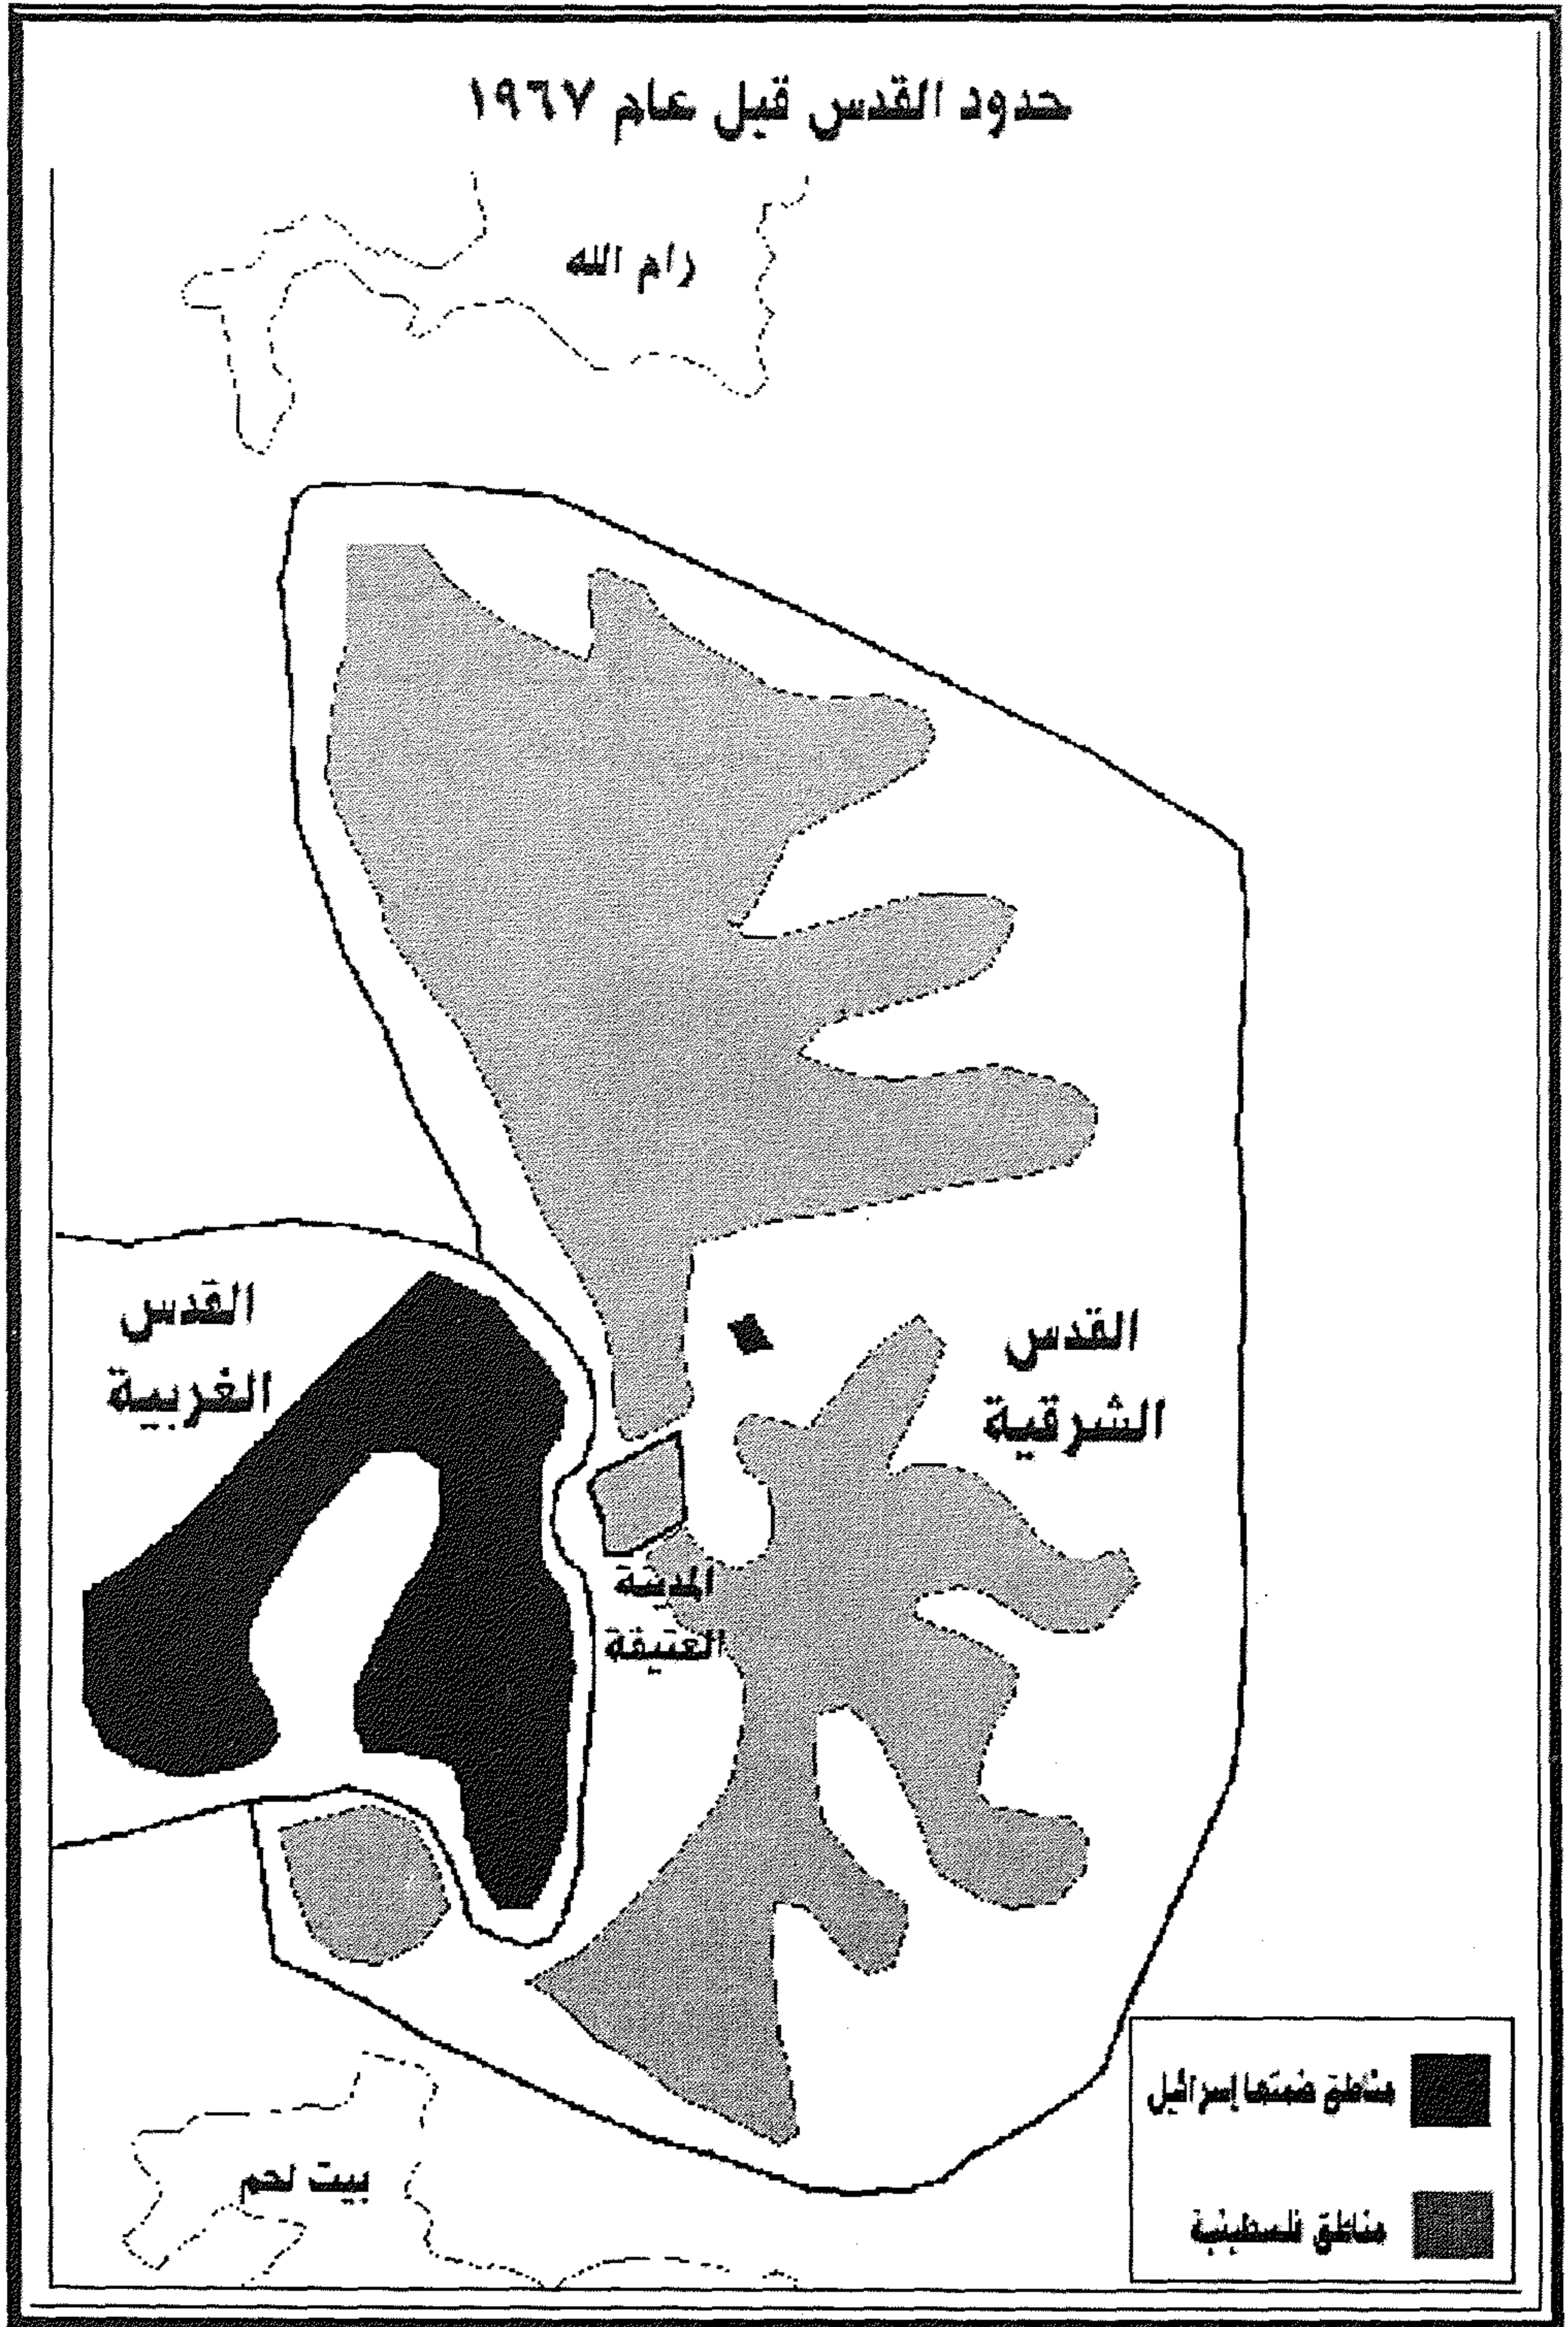 حدود القدس قبل عام ١٩٦٧
رام الله
القدس
الغربية
القدس
الشرقية
المدينة
العتيقة
مناطق ضمتها إسرائيل
مناطق فلسطينية
بيت لحم